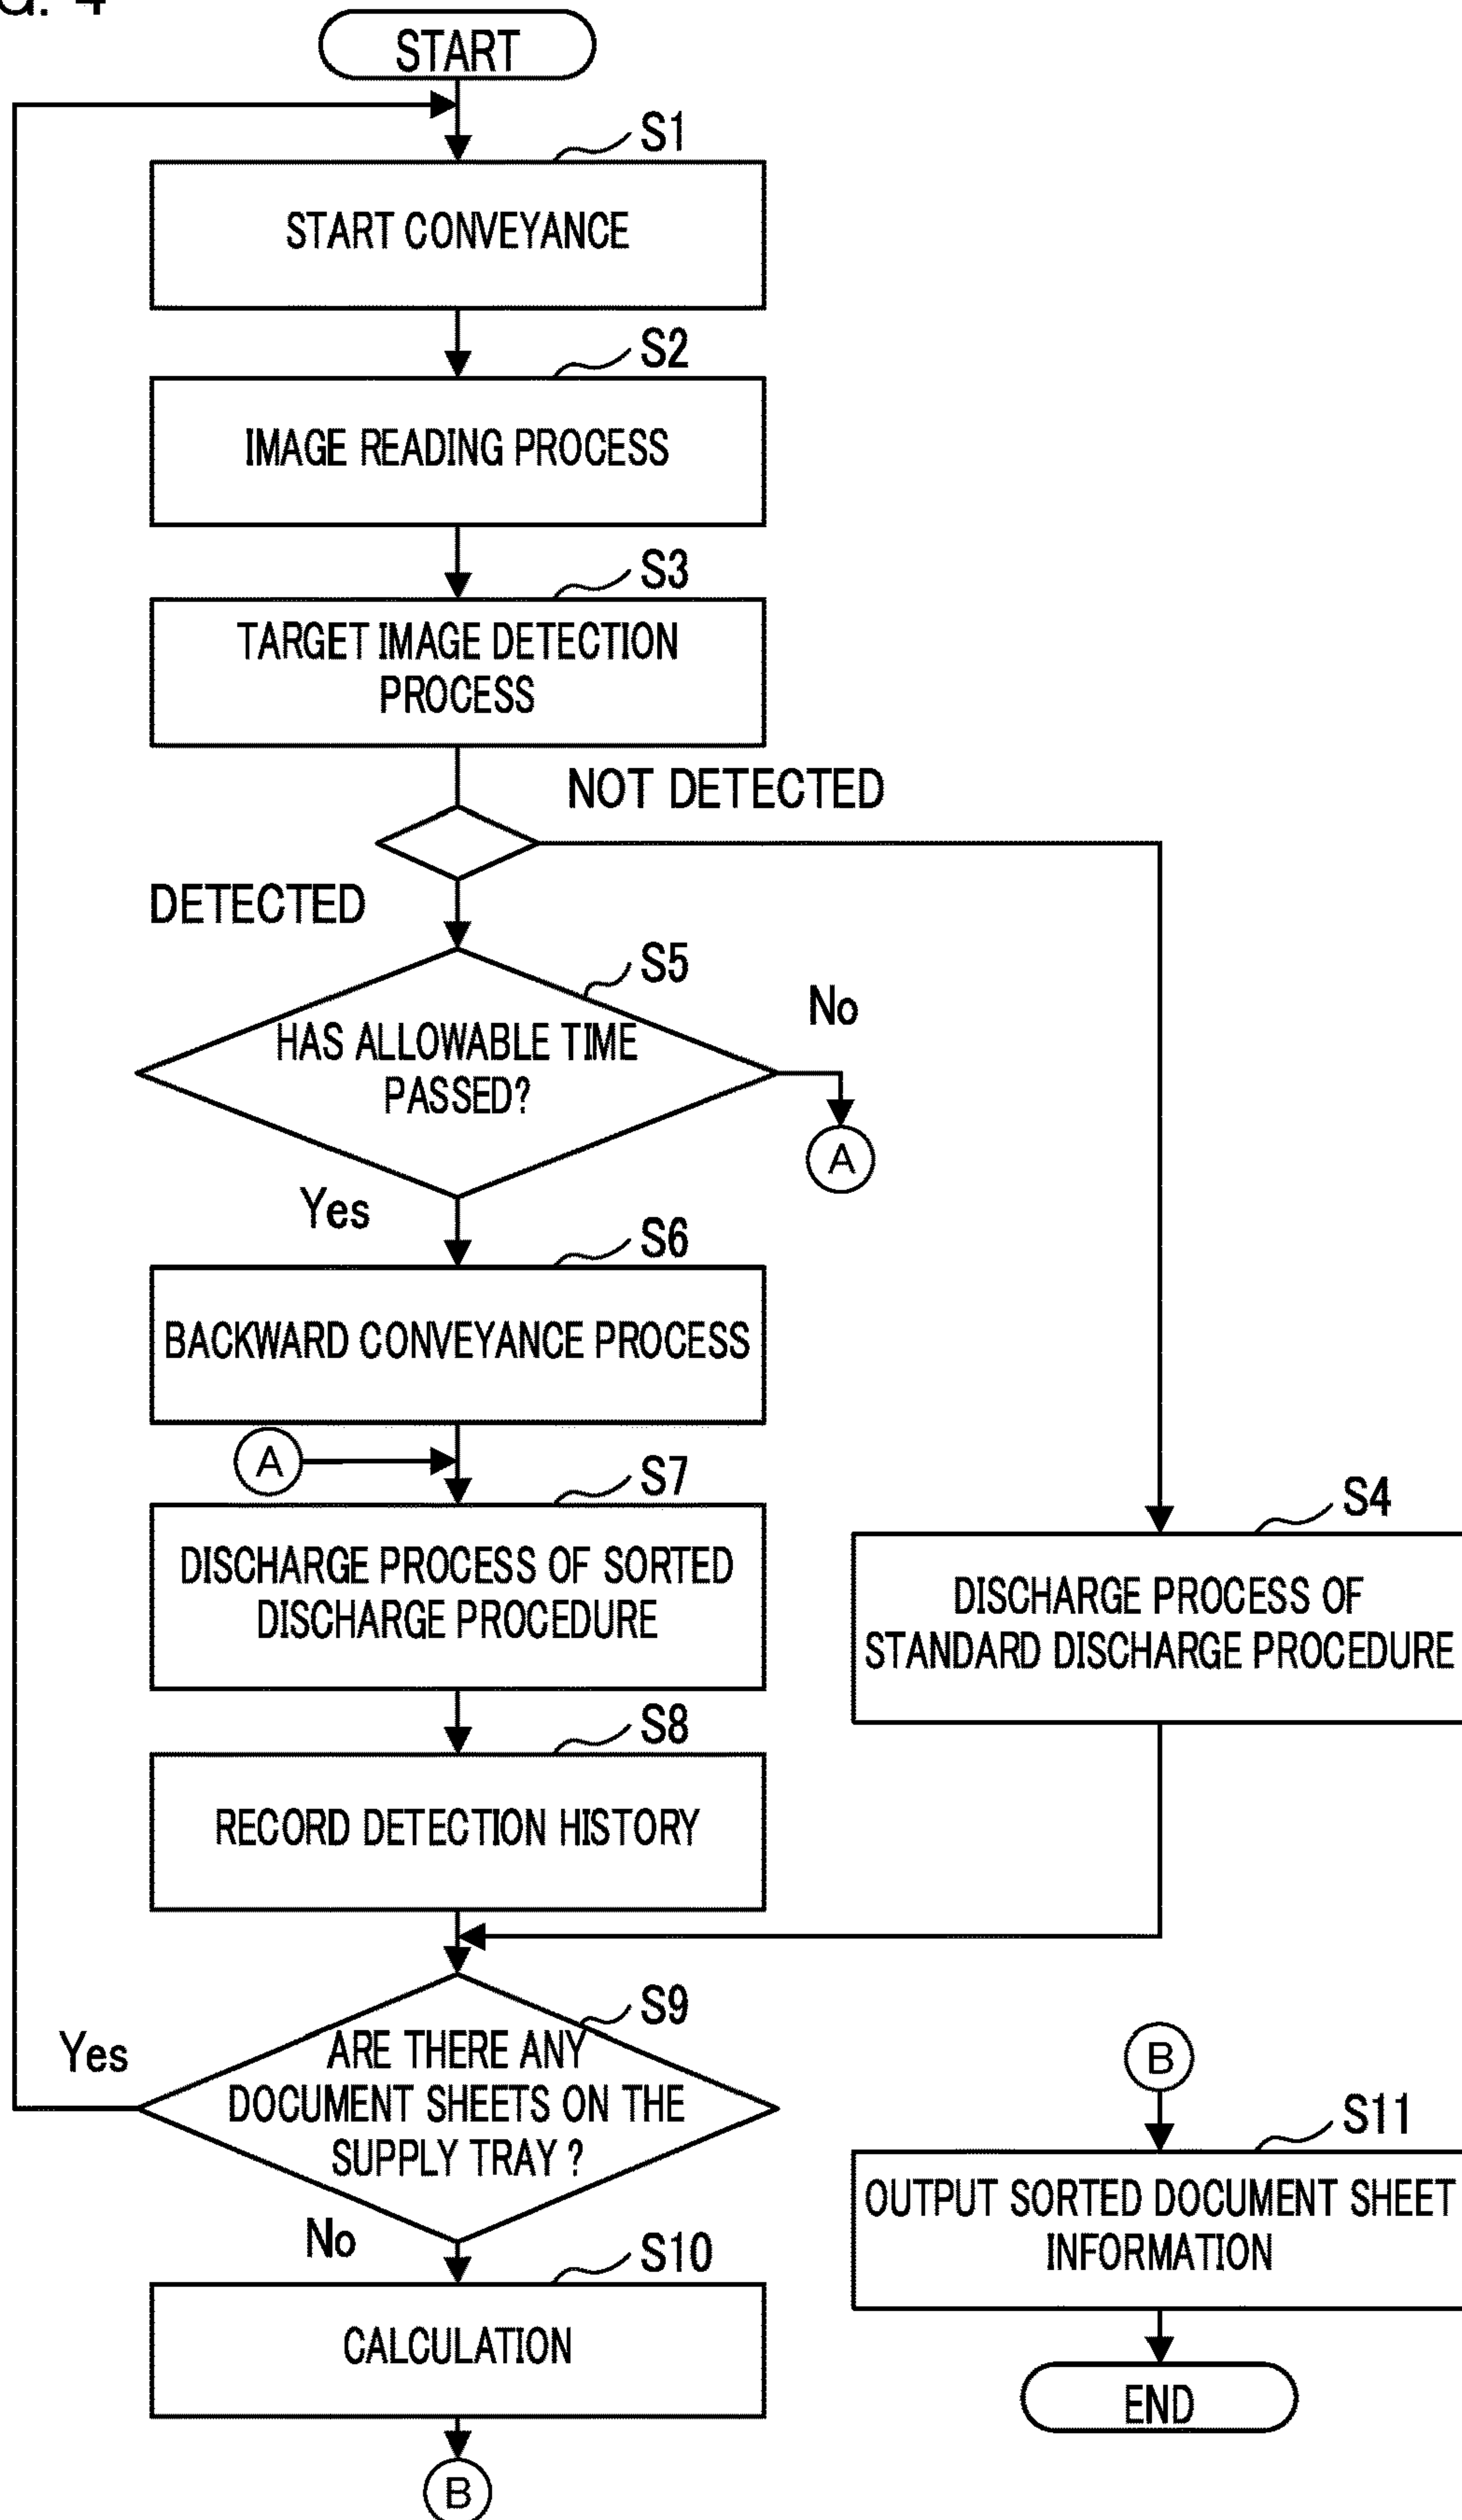 G. 4
START
S1
START CONVEYANCE
S2
IMAGE READING PROCESS
S3
TARGET IMAGE DETECTION
PROCESS
NOT DETECTED
DETECTED
S5
HAS ALLOWABLE TIME
PASSED?
No
A
Yes
S6
BACKWARD CONVEYANCE PROCESS
A
S7
DISCHARGE PROCESS OF SORTED
DISCHARGE PROCEDURE
S4
DISCHARGE PROCESS OF
STANDARD DISCHARGE PROCEDURE
S8
RECORD DETECTION HISTORY
S9
ARE THERE ANY
DOCUMENT SHEETS ON THE
SUPPLY TRAY?
Yes
No
S10
CALCULATION
B
B
S11
OUTPUT SORTED DOCUMENT SHEET
INFORMATION
END